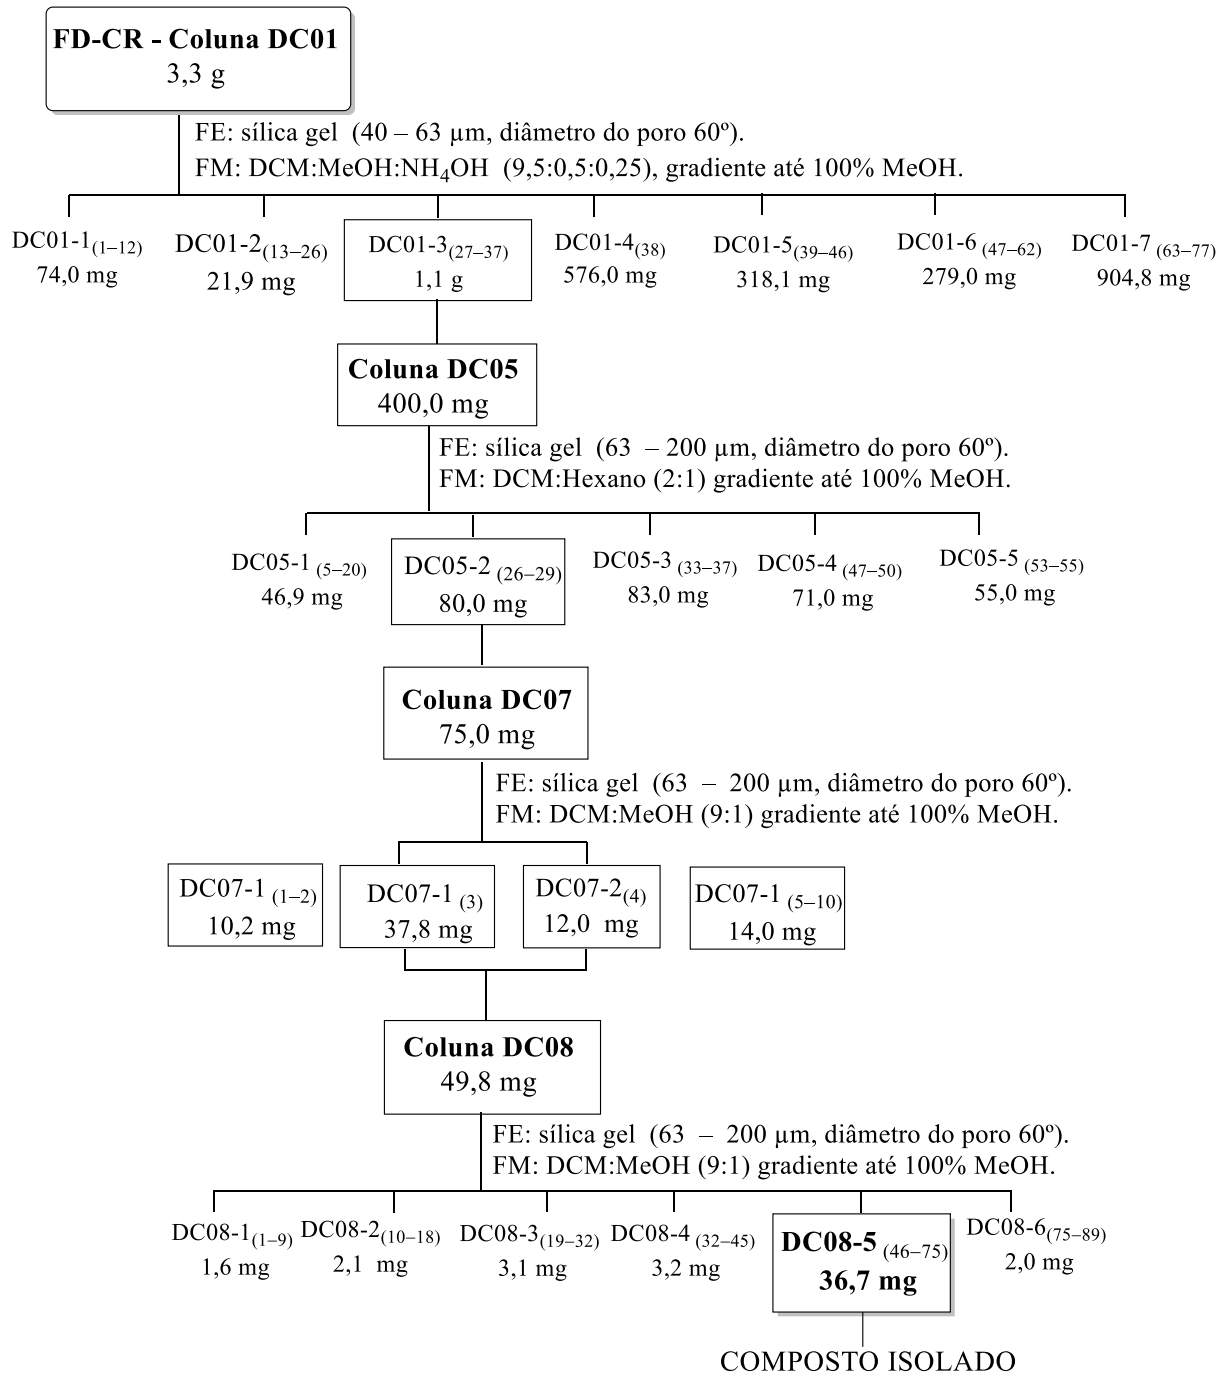 FD-CR - Coluna DC01
3,3 g
FE: sílica gel (40 – 63 µm, diâmetro do poro 60º).
FM: DCM:MeOH:NH4OH (9,5:0,5:0,25), gradiente até 100% MeOH.
DC01-1(1–12)
74,0 mg
DC01-2(13–26)
21,9 mg
DC01-3(27–37)
1,1 g
DC01-4(38)
576,0 mg
DC01-5(39–46)
318,1 mg
DC01-6(47–62)
279,0 mg
DC01-7(63–77)
904,8 mg
Coluna DC05
400,0 mg
FE: sílica gel (63 – 200 µm, diâmetro do poro 60º).
FM: DCM:Hexano (2:1) gradiente até 100% MeOH.
DC05-1 (5–20)
46,9 mg
DC05-2 (26–29)
80,0 mg
DC05-3 (33–37)
83,0 mg
DC05-4 (47–50)
71,0 mg
DC05-5 (53–55)
55,0 mg
Coluna DC07
75,0 mg
FE: sílica gel (63 – 200 µm, diâmetro do poro 60º).
FM: DCM:MeOH (9:1) gradiente até 100% MeOH.
DC07-1 (1–2)
10,2 mg
DC07-1 (3)
37,8 mg
DC07-2(4)
12,0 mg
DC07-1 (5–10)
14,0 mg
Coluna DC08
49,8 mg
FE: sílica gel (63 – 200 µm, diâmetro do poro 60º).
FM: DCM:MeOH (9:1) gradiente até 100% MeOH.
DC08-1(1–9)
1,6 mg
DC08-2(10–18)
2,1 mg
DC08-3(19–32)
3,1 mg
DC08-4 (32–45)
3,2 mg
DC08-5 (46–75)
36,7 mg
DC08-6(75–89)
2,0 mg
COMPOSTO ISOLADO